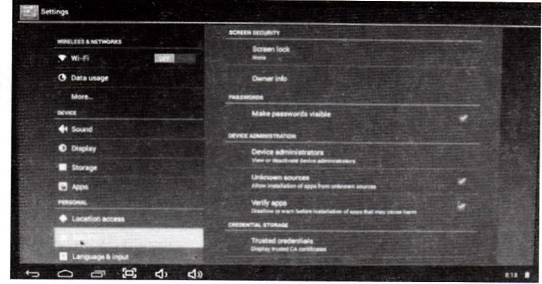 Settings
WIRELESS & NETWORKS
Wi-Fi
OFF
Data usage
More...
DEVICE
Sound
Display
Storage
Apps
PERSONAL
Location access
Language & input
SCREEN SECURITY
Screen lock
None
Owner info
PASSWORDS
Make passwords visible
DEVICE ADMINISTRATION
Device administrators
View or deactivate device administrators
Unknown sources
Allow installation of apps from unknown sources
Verify apps
Disallow or warn before installation of apps that may cause harm
CREDENTIAL STORAGE
Trusted credentials
Display trusted CA certificates
8:18